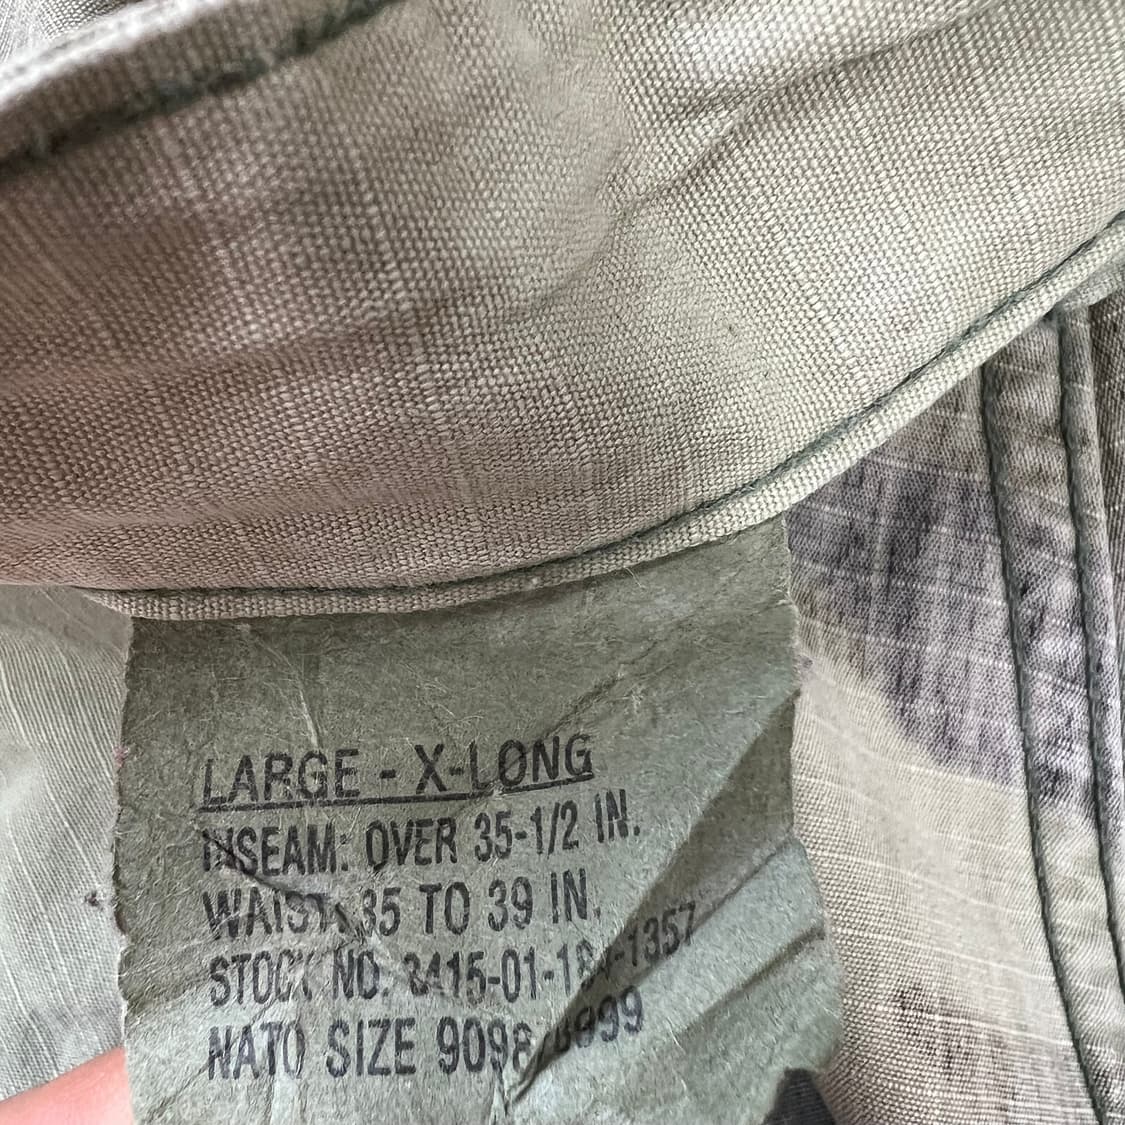 LARGE - X-LONG
INSEAM: OVER 35-1/2 IN.
WAIST: 35 TO 39 IN.
STOCK NO.
NATO SIZE